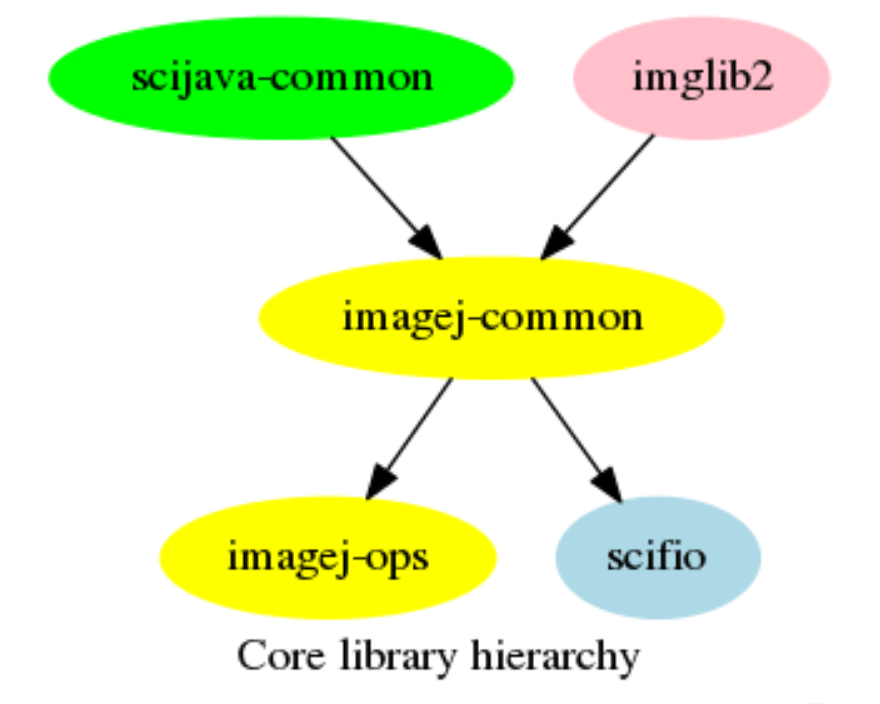 scijava-common
imglib2
imagej-common
imagej-ops
scifio
Core library hierarchy